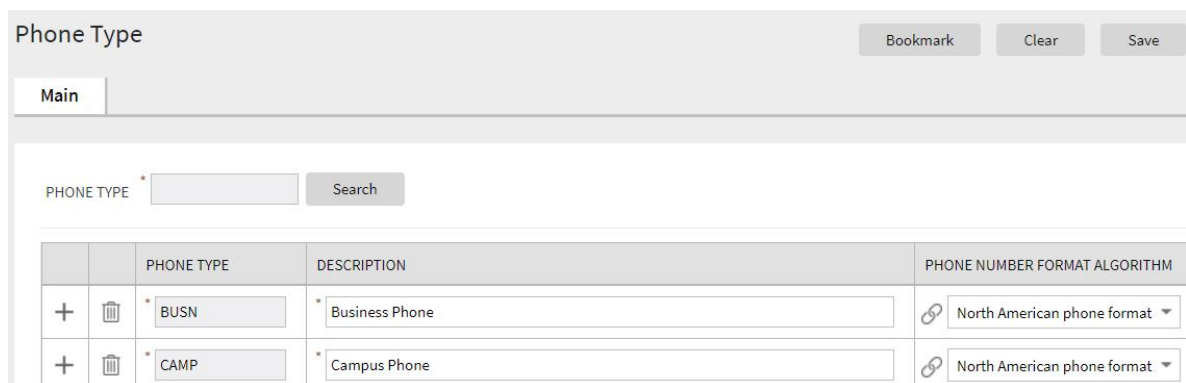 Phone Type
Bookmark Clear Save
Main
PHONE TYPE * Search
PHONE TYPE DESCRIPTION PHONE NUMBER FORMAT ALGORITHM
* BUSN * Business Phone North American phone format
* CAMP * Campus Phone North American phone format